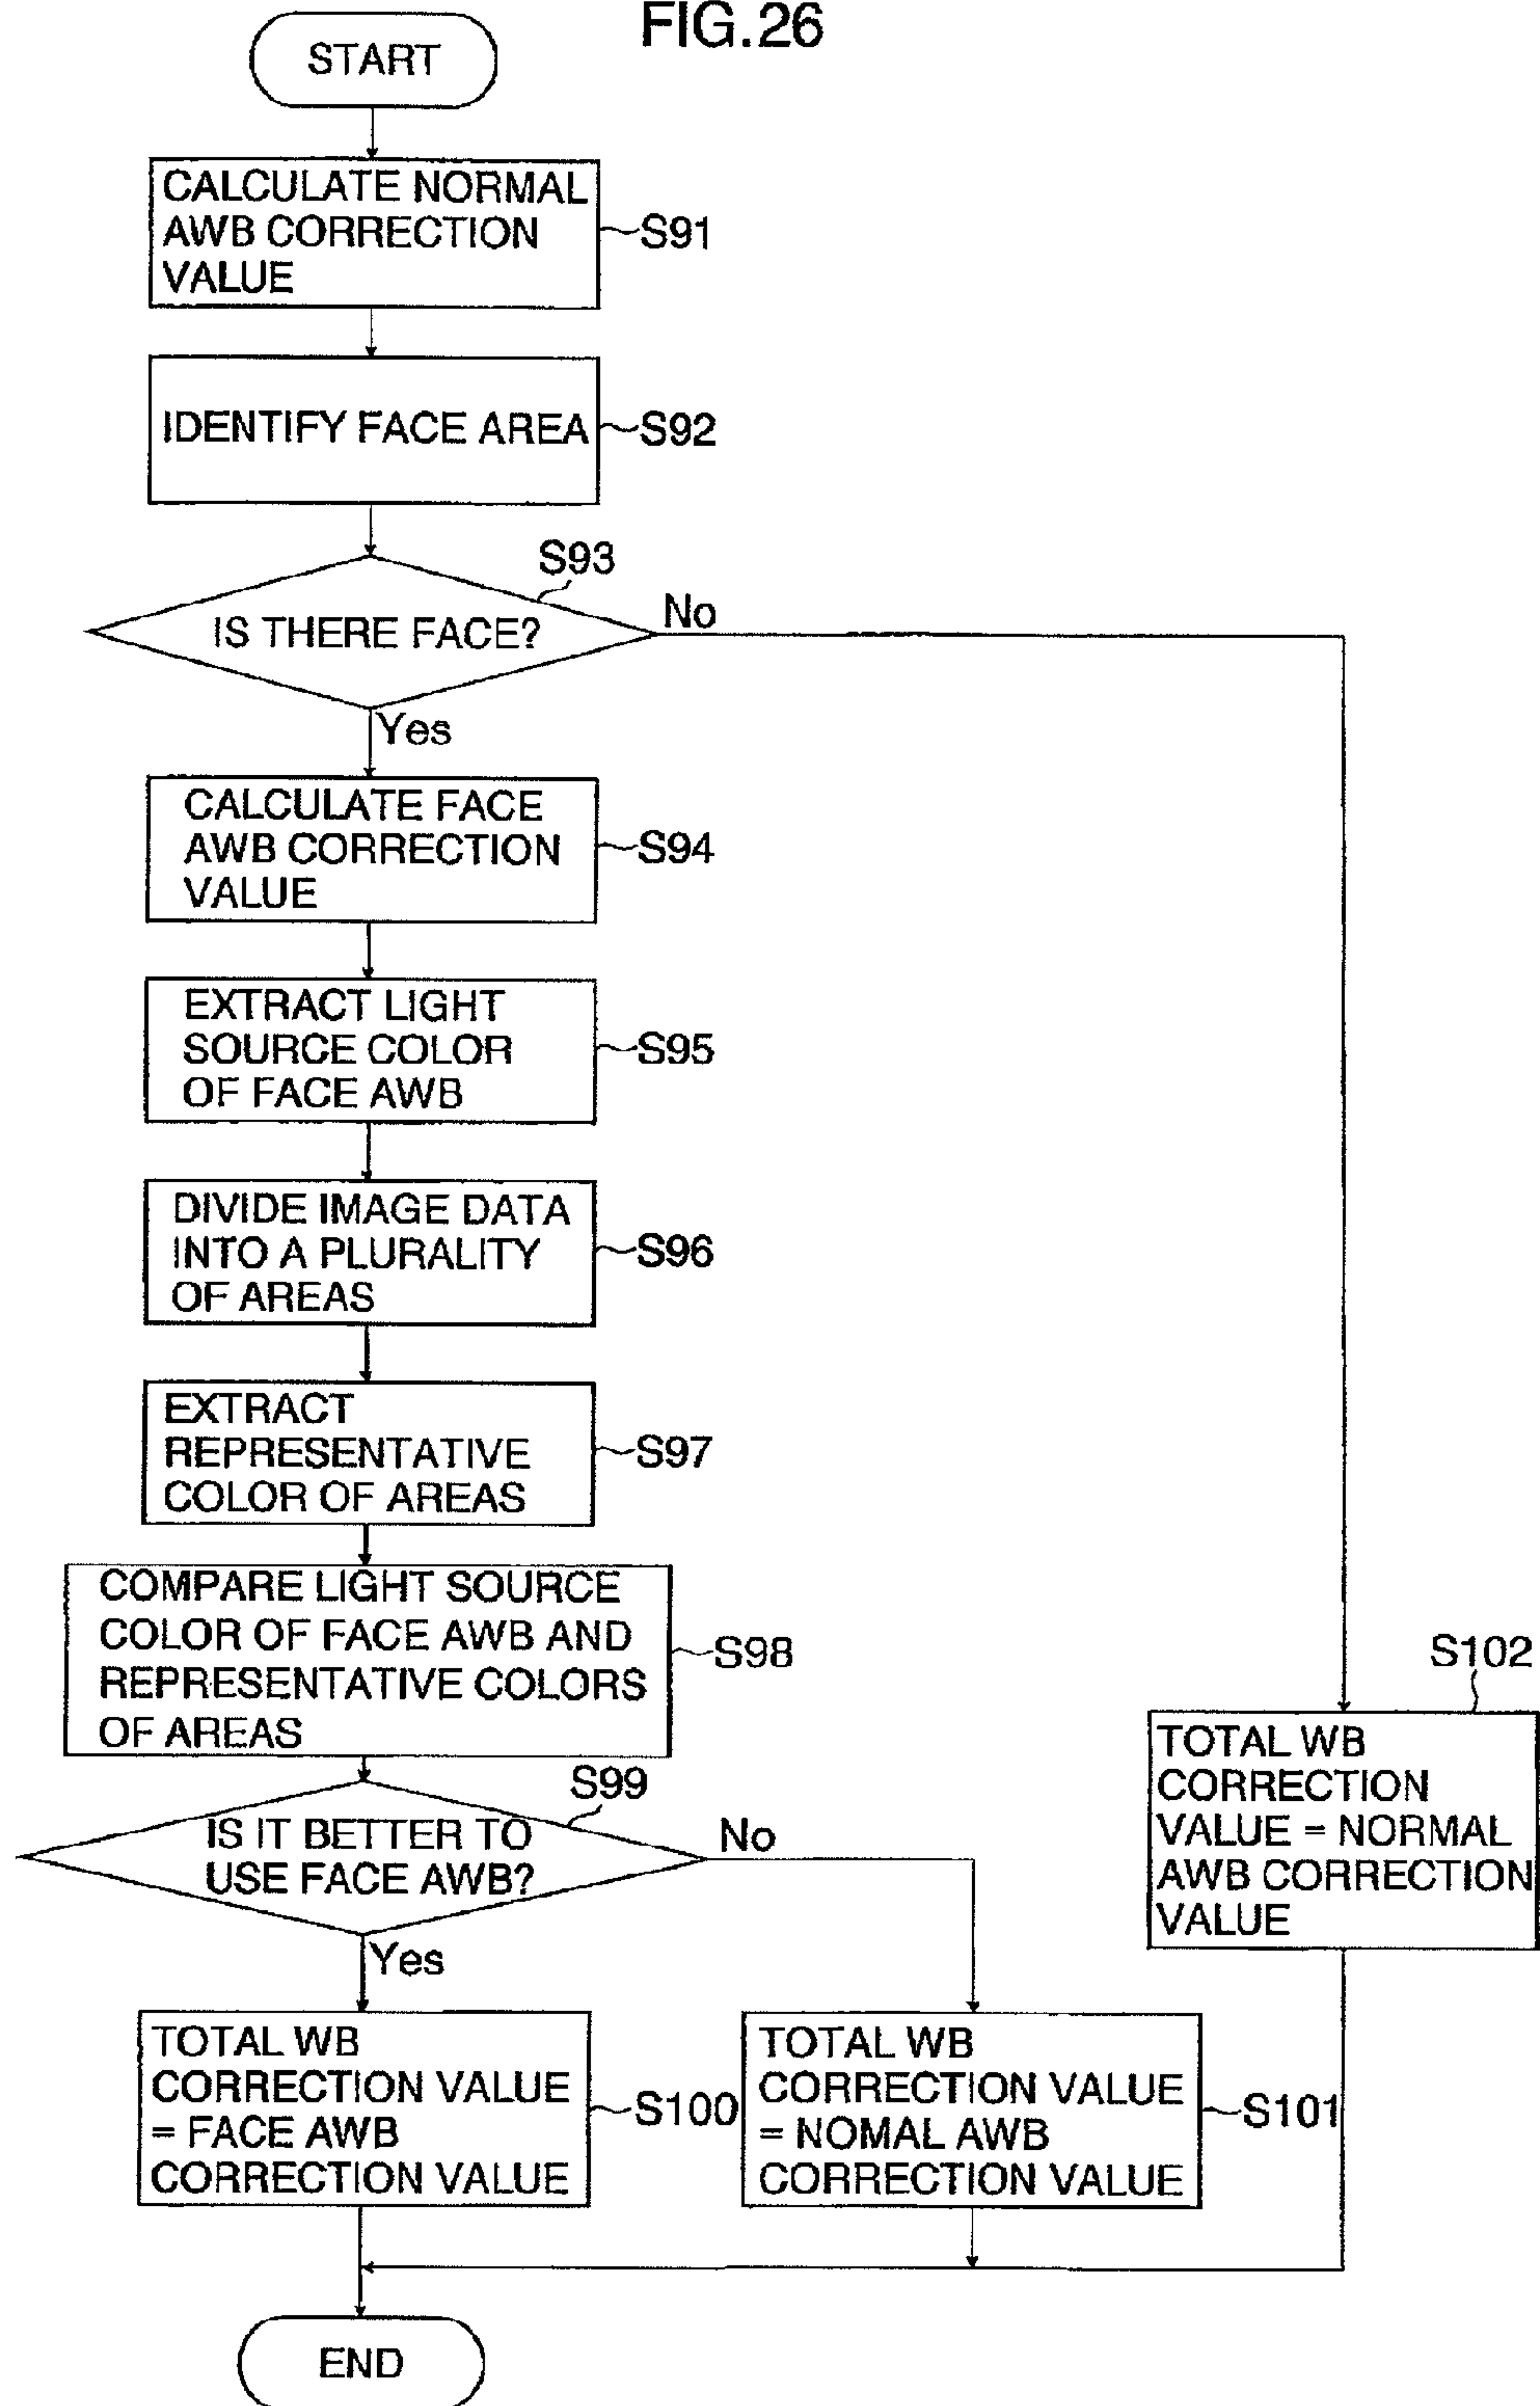 FIG.26
START
CALCULATE NORMAL
AWB CORRECTION
VALUE
S91
IDENTIFY FACE AREA
S92
S93
IS THERE FACE?
No
Yes
CALCULATE FACE
AWB CORRECTION
VALUE
S94
EXTRACT LIGHT
SOURCE COLOR
OF FACE AWB
S95
DIVIDE IMAGE DATA
INTO A PLURALITY
OF AREAS
S96
EXTRACT
REPRESENTATIVE
COLOR OF AREAS
S97
COMPARE LIGHT SOURCE
COLOR OF FACE AWB AND
REPRESENTATIVE COLORS
OF AREAS
S98
S99
IS IT BETTER TO
USE FACE AWB?
No
Yes
S102
TOTAL WB
CORRECTION
VALUE = NORMAL
AWB CORRECTION
VALUE
TOTAL WB
CORRECTION VALUE
= FACE AWB
CORRECTION VALUE
S100
TOTAL WB
CORRECTION VALUE
= NOMAL AWB
CORRECTION VALUE
S101
END